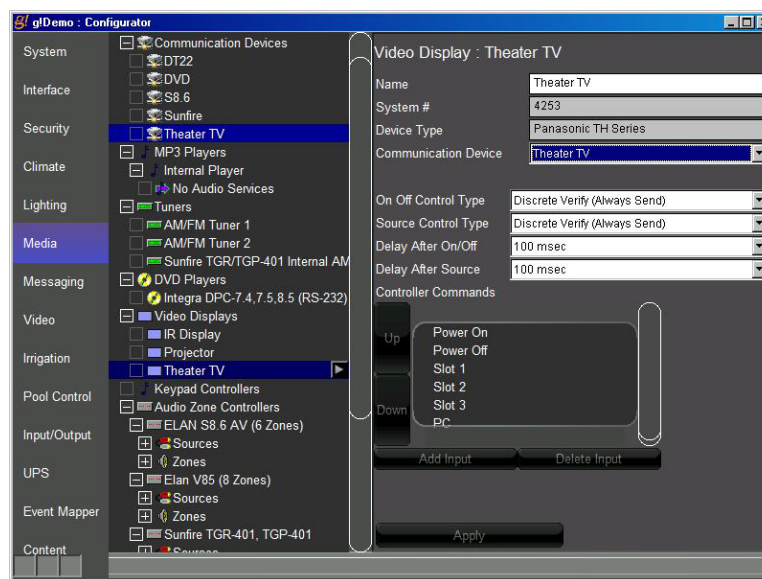 g! g!Demo : Configurator
System
Interface
Security
Climate
Lighting
Media
Messaging
Video
Irrigation
Pool Control
Input/Output
UPS
Event Mapper
Content
Communication Devices
DT22
DVD
S8.6
Sunfire
Theater TV
MP3 Players
Internal Player
No Audio Services
Tuners
AM/FM Tuner 1
AM/FM Tuner 2
Sunfire TGR/TGP-401 Internal AM
DVD Players
Integra DPC-7.4,7.5,8.5 (RS-232)
Video Displays
IR Display
Projector
Theater TV
Keypad Controllers
Audio Zone Controllers
ELAN S8.6 AV (6 Zones)
Sources
Zones
Elan V85 (8 Zones)
Sources
Zones
Sunfire TGR-401, TGP-401
Sources
Video Display : Theater TV
Name Theater TV
System # 4253
Device Type Panasonic TH Series
Communication Device Theater TV
On Off Control Type Discrete Verify (Always Send)
Source Control Type Discrete Verify (Always Send)
Delay After On/Off 100 msec
Delay After Source 100 msec
Controller Commands
Up
Down
Power On
Power Off
Slot 1
Slot 2
Slot 3
PC
Add Input Delete Input
Apply